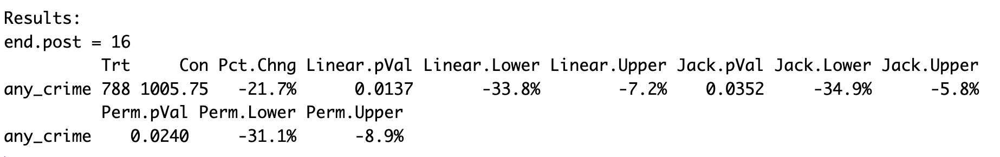 Results:
end.post = 16
Trt Con Pct.Chng Linear.pVal Linear.Lower Linear.Upper Jack.pVal Jack.Lower Jack.Upper
any_crime 788 1005.75 -21.7% 0.0137 -33.8% -7.2% 0.0352 -34.9% -5.8%
Perm.pVal Perm.Lower Perm.Upper
any_crime 0.0240 -31.1% -8.9%